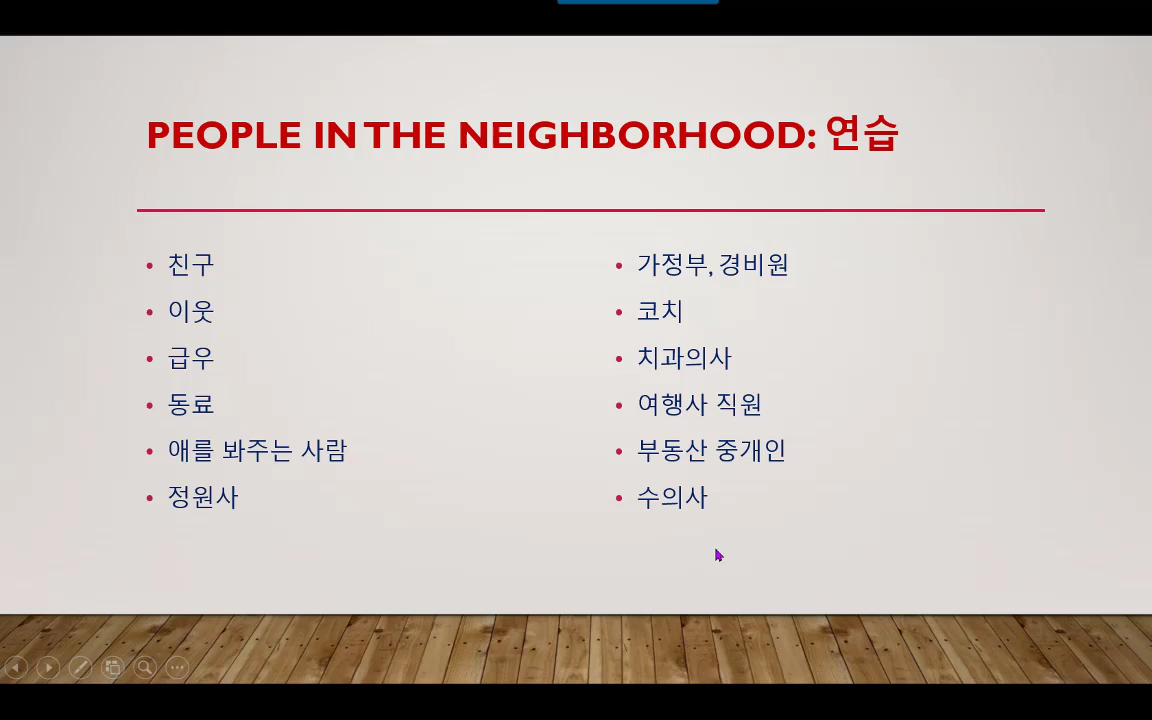 PEOPLE IN THE NEIGHBORHOOD: 연습
• 친구
• 이웃
• 급우
• 동료
• 애를 봐주는 사람
• 정원사
• 가정부, 경비원
• 코치
• 치과의사
• 여행사 직원
• 부동산 중개인
• 수의사